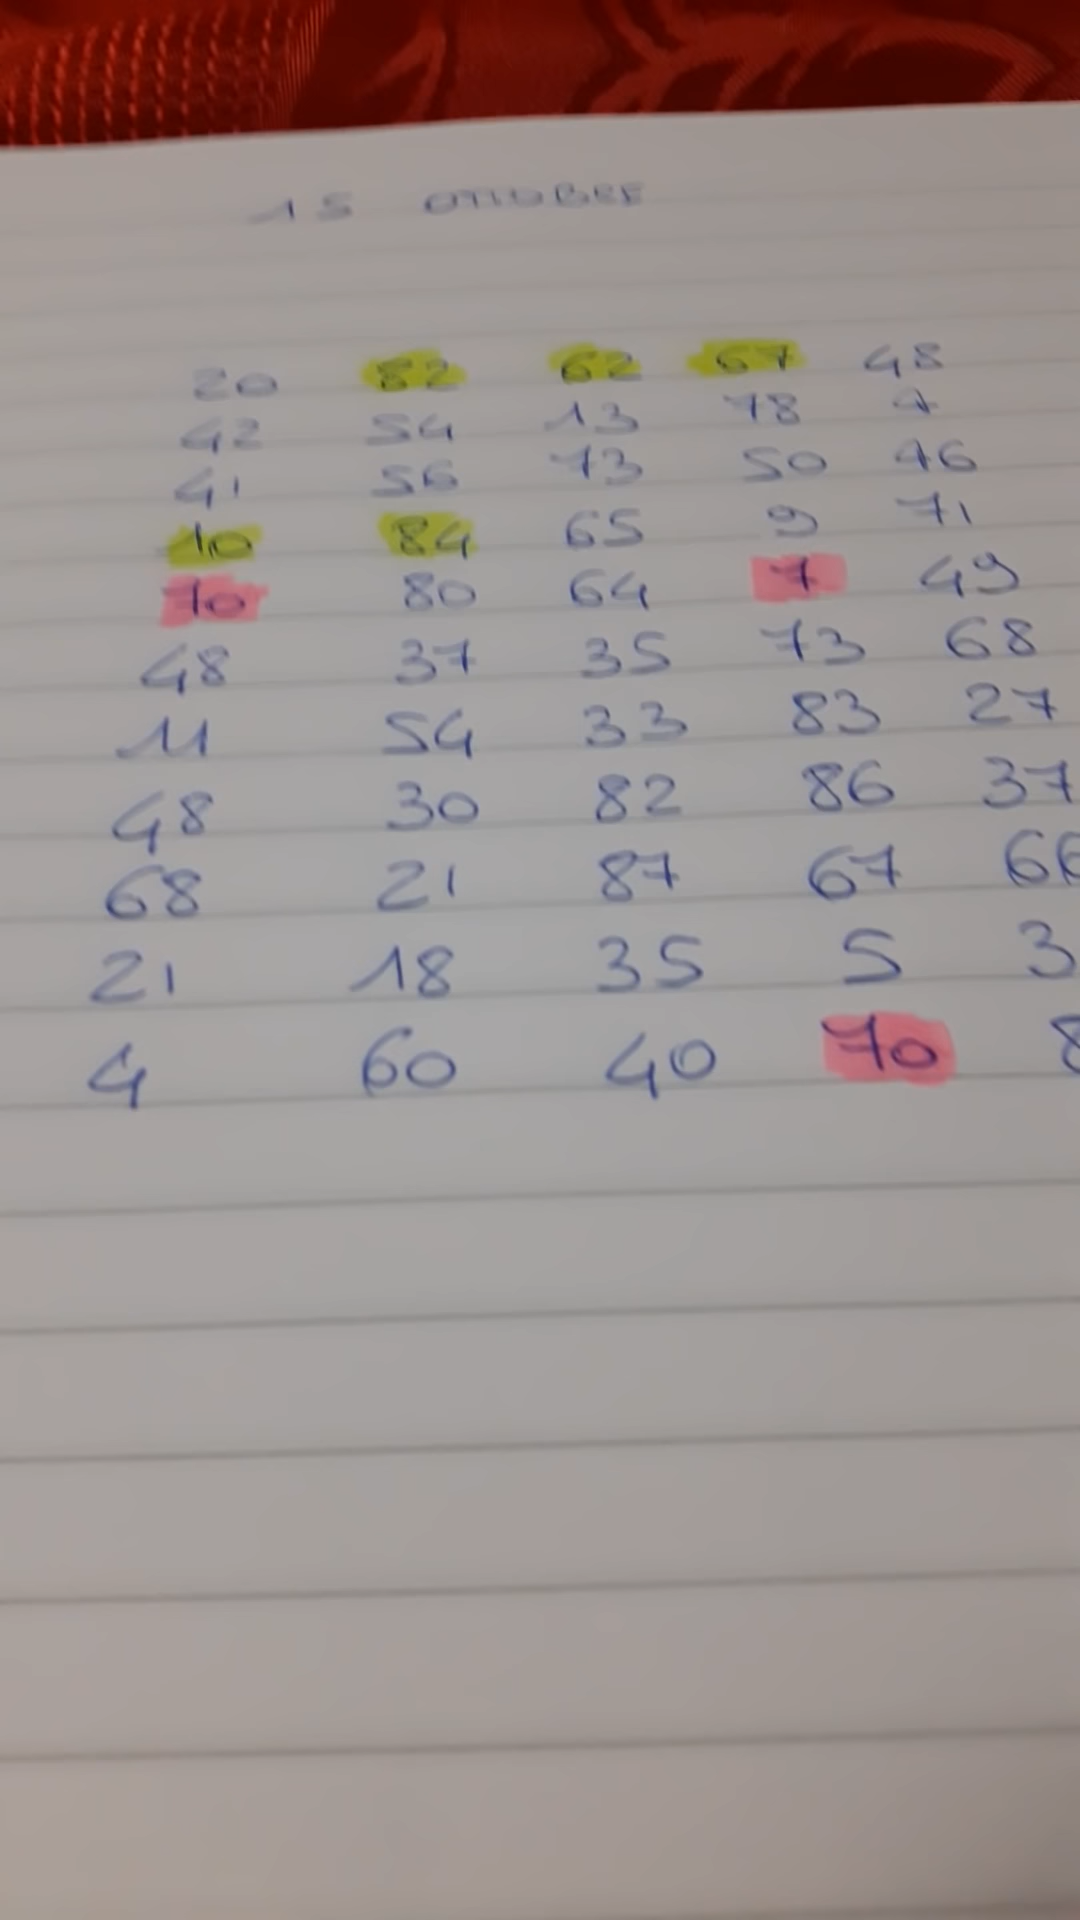 15 OTTOBRE
20 82 62 67 48
42 54 13 78 4
41 56 73 50 46
10 84 65 9 71
70 80 64 7 49
48 37 35 73 68
11 54 33 83 27
48 30 82 86 37
68 21 87 67 66
21 18 35 5 3
4 60 40 70 8